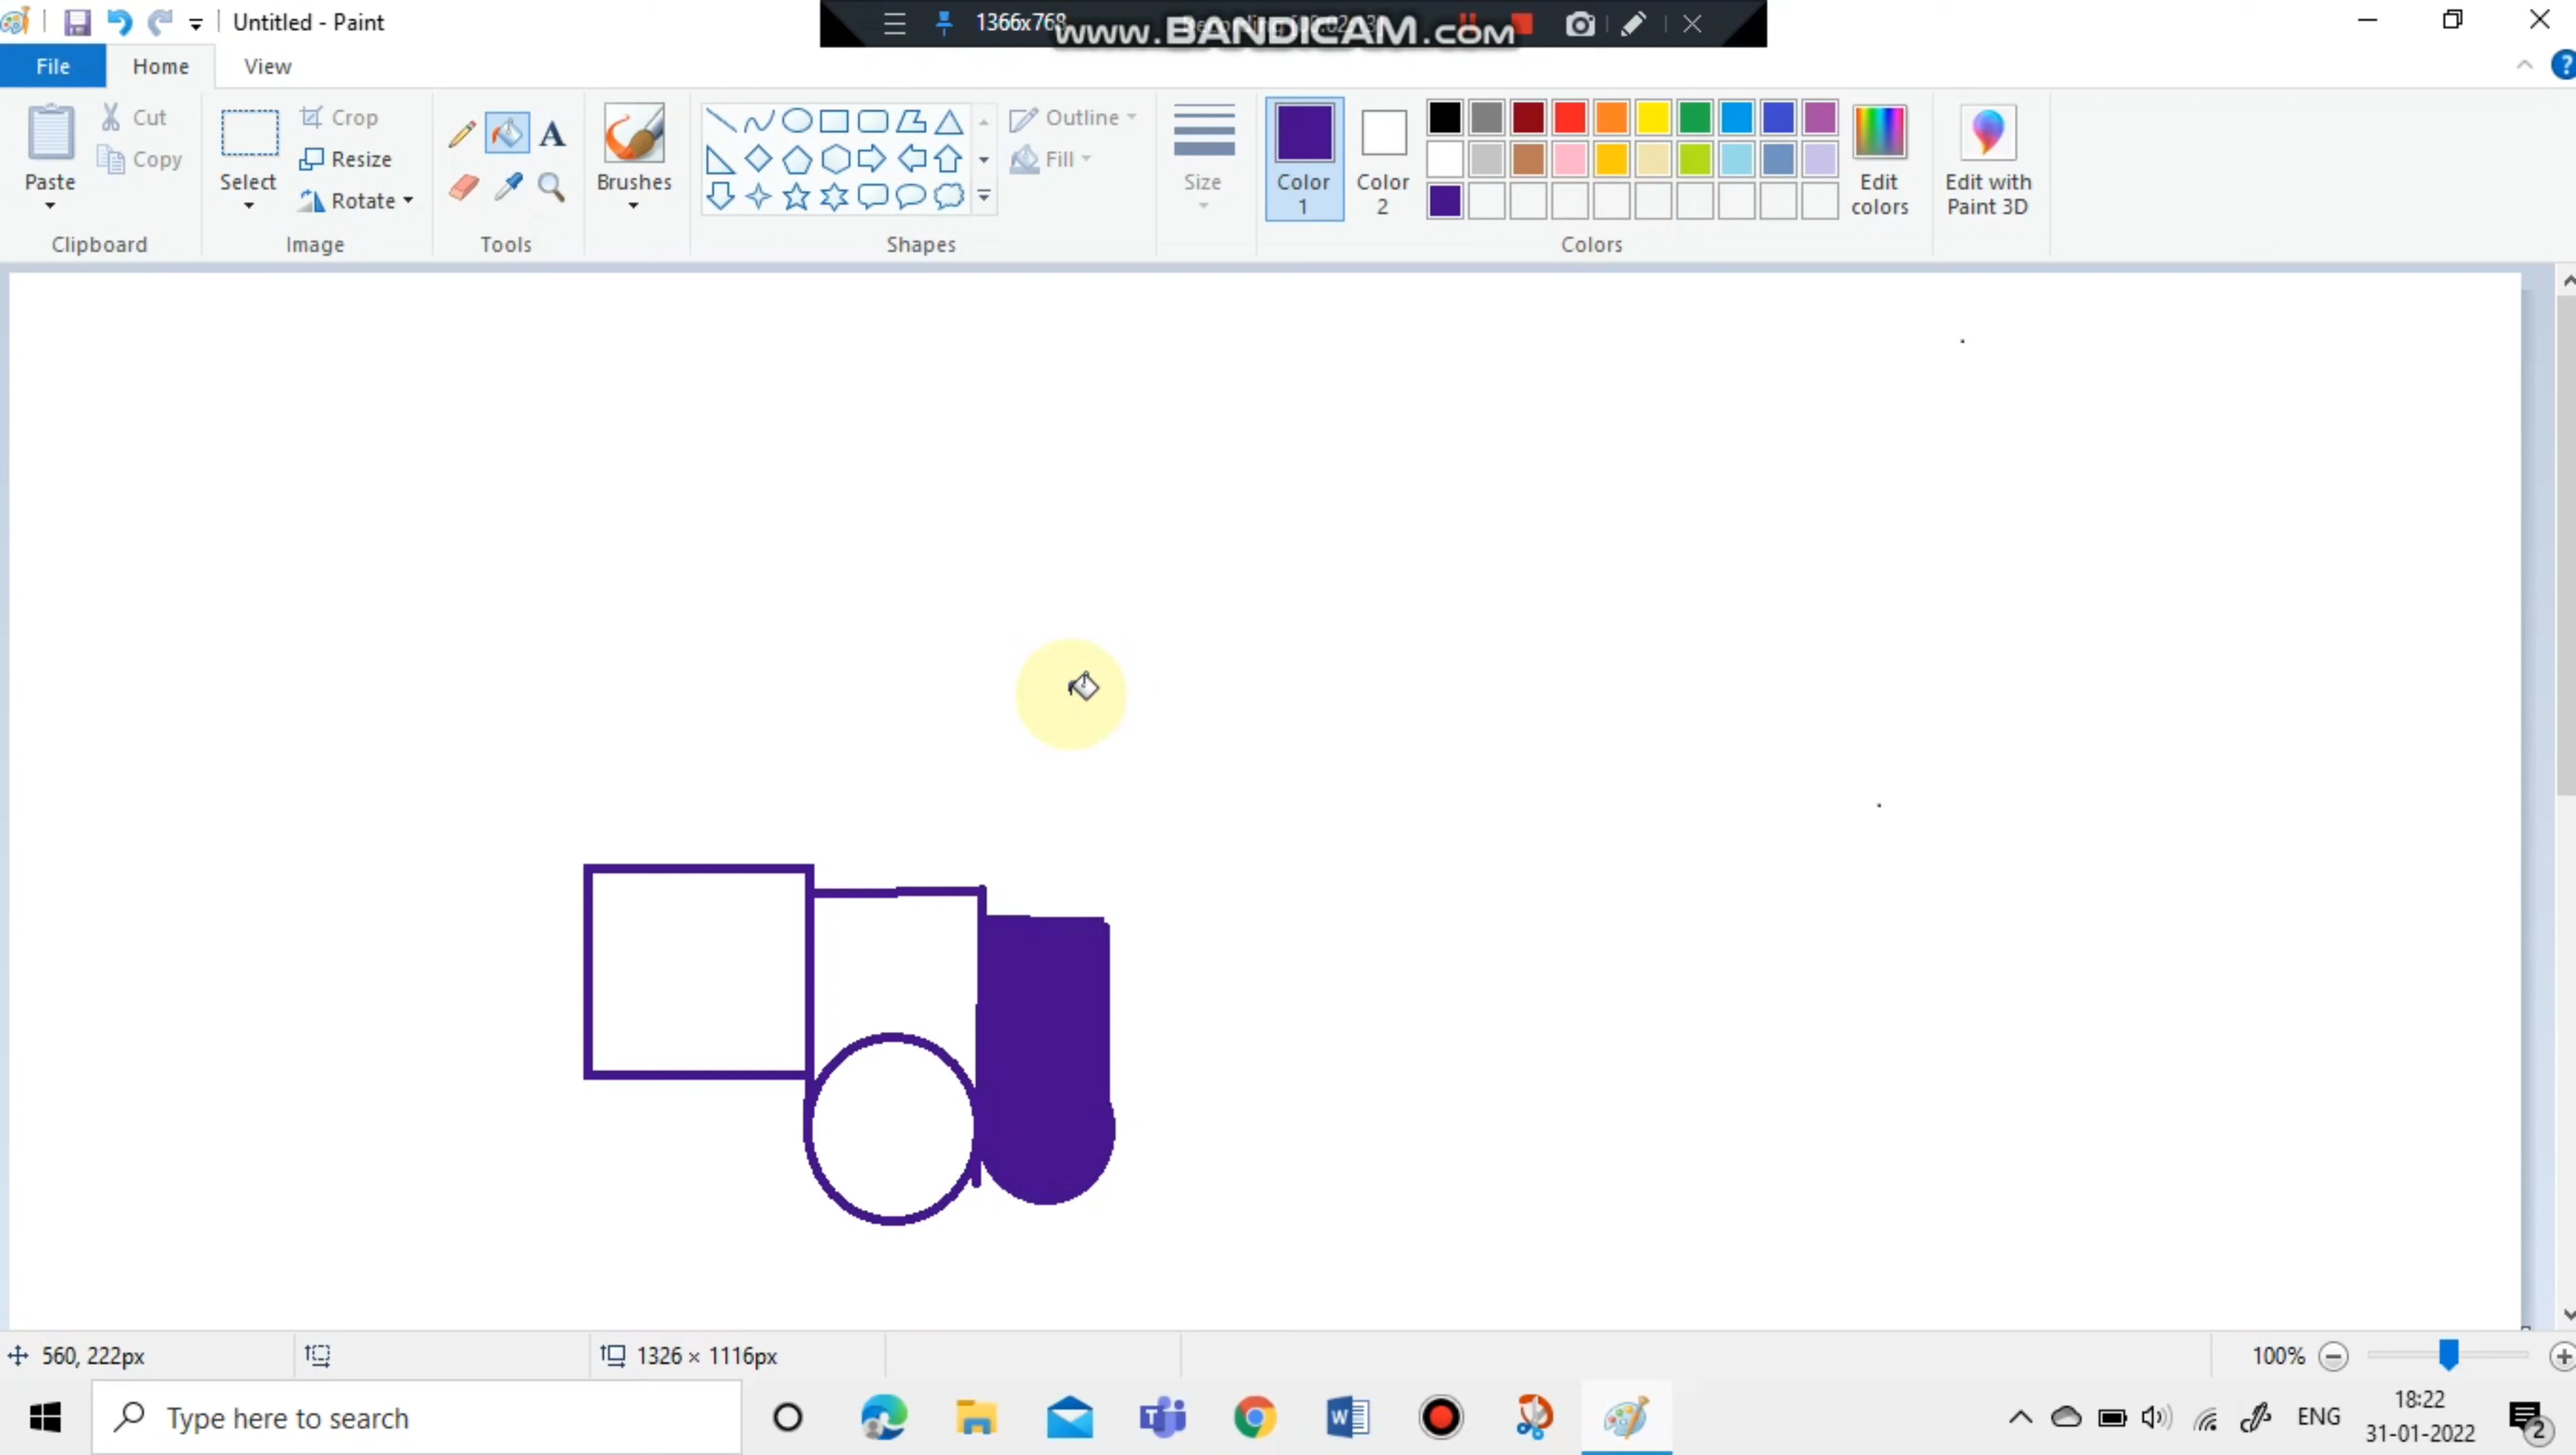 Untitled - Paint
1366x768
www.BANDICAM.com
File Home View
Paste
Cut
Copy
Clipboard
Select
Crop
Resize
Rotate
Image
A
Tools
Brushes
Shapes
Outline
Fill
Size
Color 1
Color 2
Colors
Edit colors
Edit with Paint 3D
560, 222px
1326 × 1116px
100%
Type here to search
ENG
18:22
31-01-2022
2